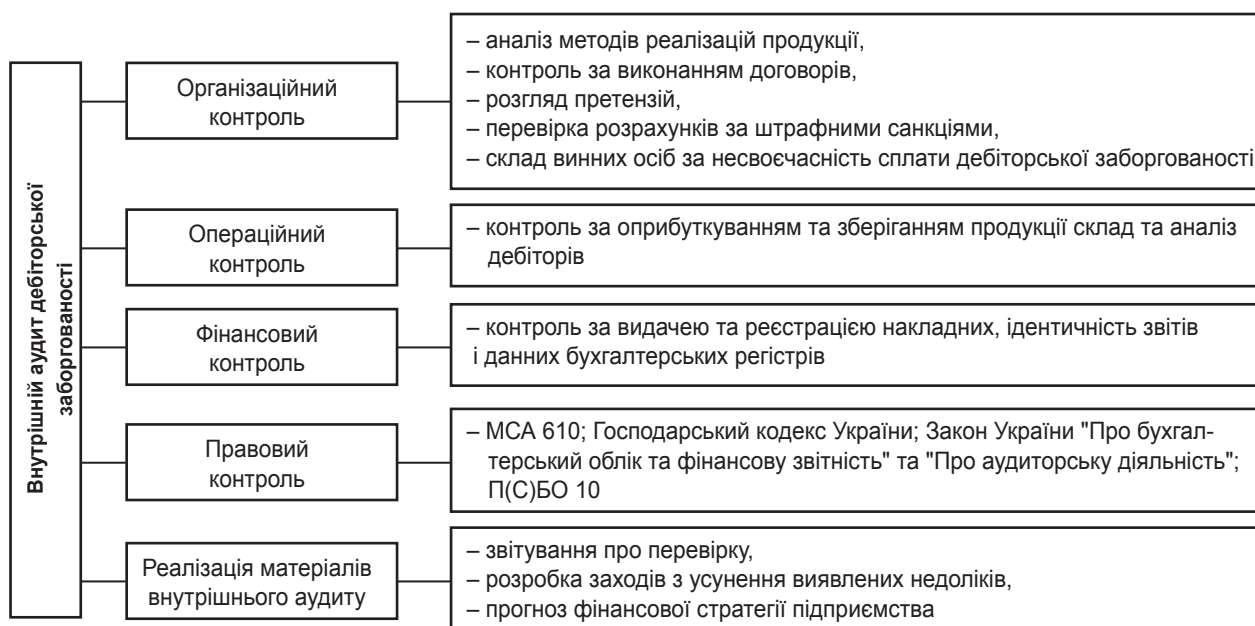 Внутрішній аудит дебіторської
заборгованості
Організаційний
контроль
– аналіз методів реалізацій продукції,
– контроль за виконанням договорів,
– розгляд претензій,
– перевірка розрахунків за штрафними санкціями,
– склад винних осіб за несвоєчасність сплати дебіторської заборгованості
Операційний
контроль
– контроль за оприбуткуванням та зберіганням продукції склад та аналіз
дебіторів
Фінансовий
контроль
– контроль за видачею та реєстрацією накладних, ідентичність звітів
і данних бухгалтерських регістрів
Правовий
контроль
– МСА 610; Господарський кодекс України; Закон України "Про бухгал-
терський облік та фінансову звітність" та "Про аудиторську діяльність";
П(С)БО 10
Реалізація матеріалів
внутрішнього аудиту
– звітування про перевірку,
– розробка заходів з усунення виявлених недоліків,
– прогноз фінансової стратегії підприємства